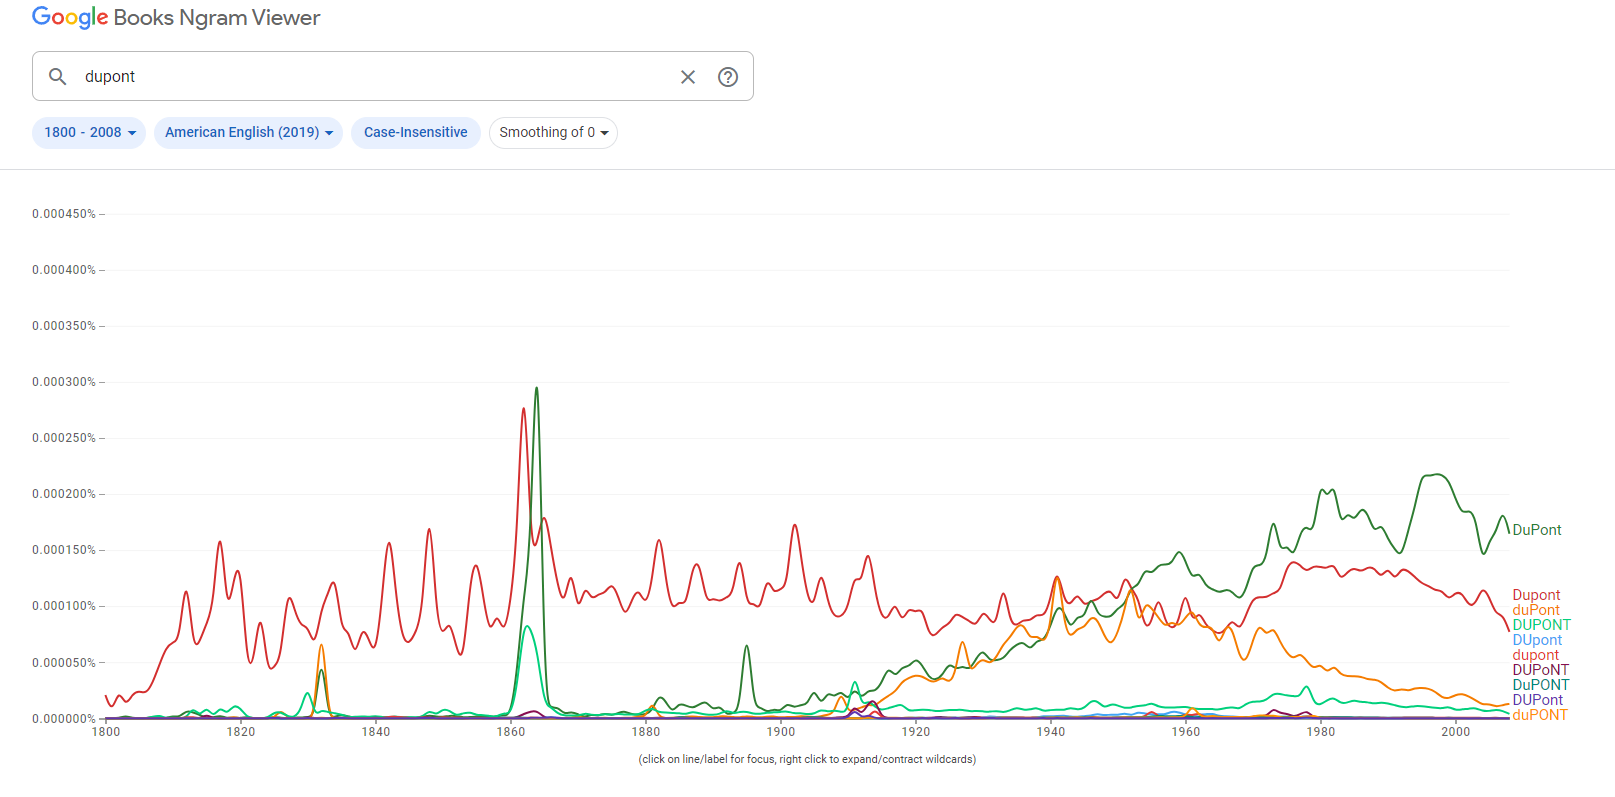 Google Books Ngram Viewer
dupont
1800 - 2008 American English (2019) Case-Insensitive Smoothing of 0
0.000450%
0.000400%
0.000350%
0.000300%
0.000250%
0.000200%
0.000150%
0.000100%
0.000050%
0.000000%
1800 1820 1840 1860 1880 1900 1920 1940 1960 1980 2000
DuPont
Dupont
duPont
DUPONT
DUpont
dupont
DUPoNT
DuPONT
DUPont
duPONT
(click on line/label for focus, right click to expand/contract wildcards)